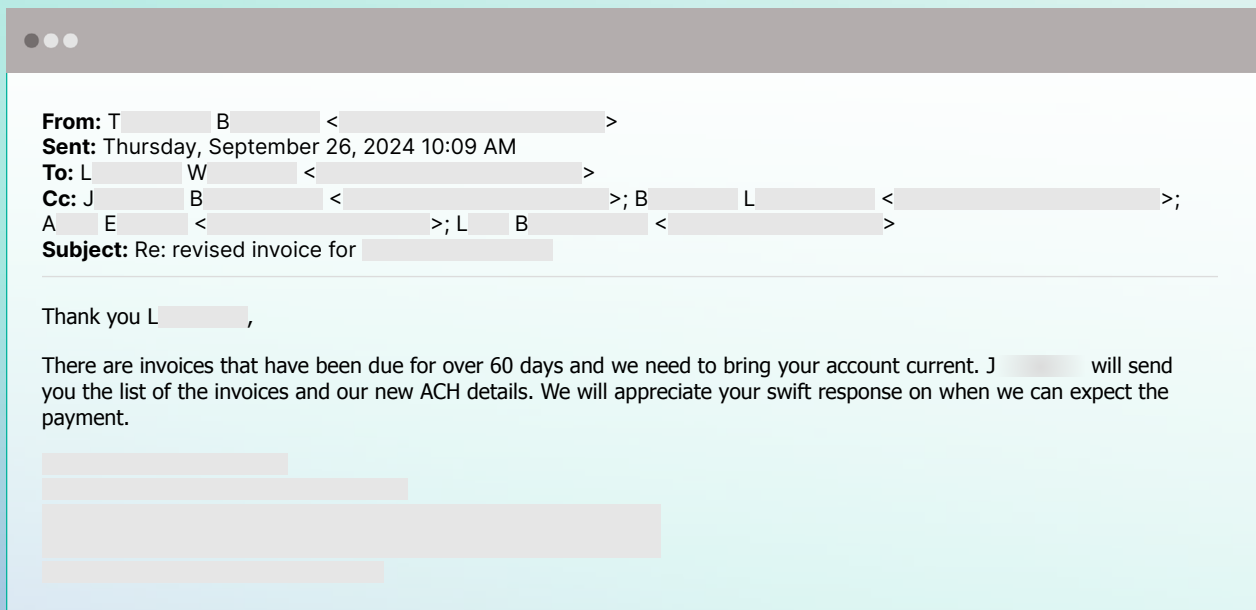 From: T B < >
Sent: Thursday, September 26, 2024 10:09 AM
To: L W < >
Cc: J B < >; B L < >;
A E < >; L B < >
Subject: Re: revised invoice for
Thank you L ,
There are invoices that have been due for over 60 days and we need to bring your account current. J will send
you the list of the invoices and our new ACH details. We will appreciate your swift response on when we can expect the
payment.